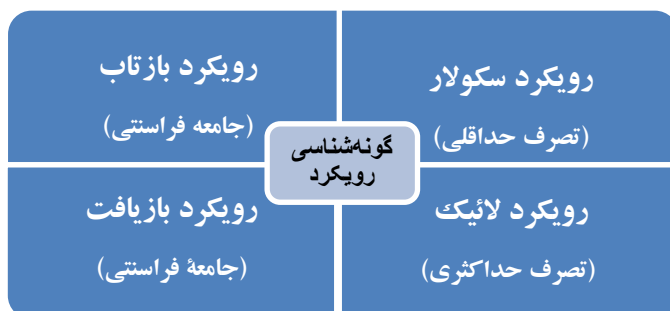 رویکرد سکولار
(تصرف حداقلی)
رویکرد بازتاب
(جامعه فراسنتی)
گونه‌شناسی
رویکرد
رویکرد لائیک
(تصرف حداکثری)
رویکرد بازیافت
(جامعهٔ فراسنتی)